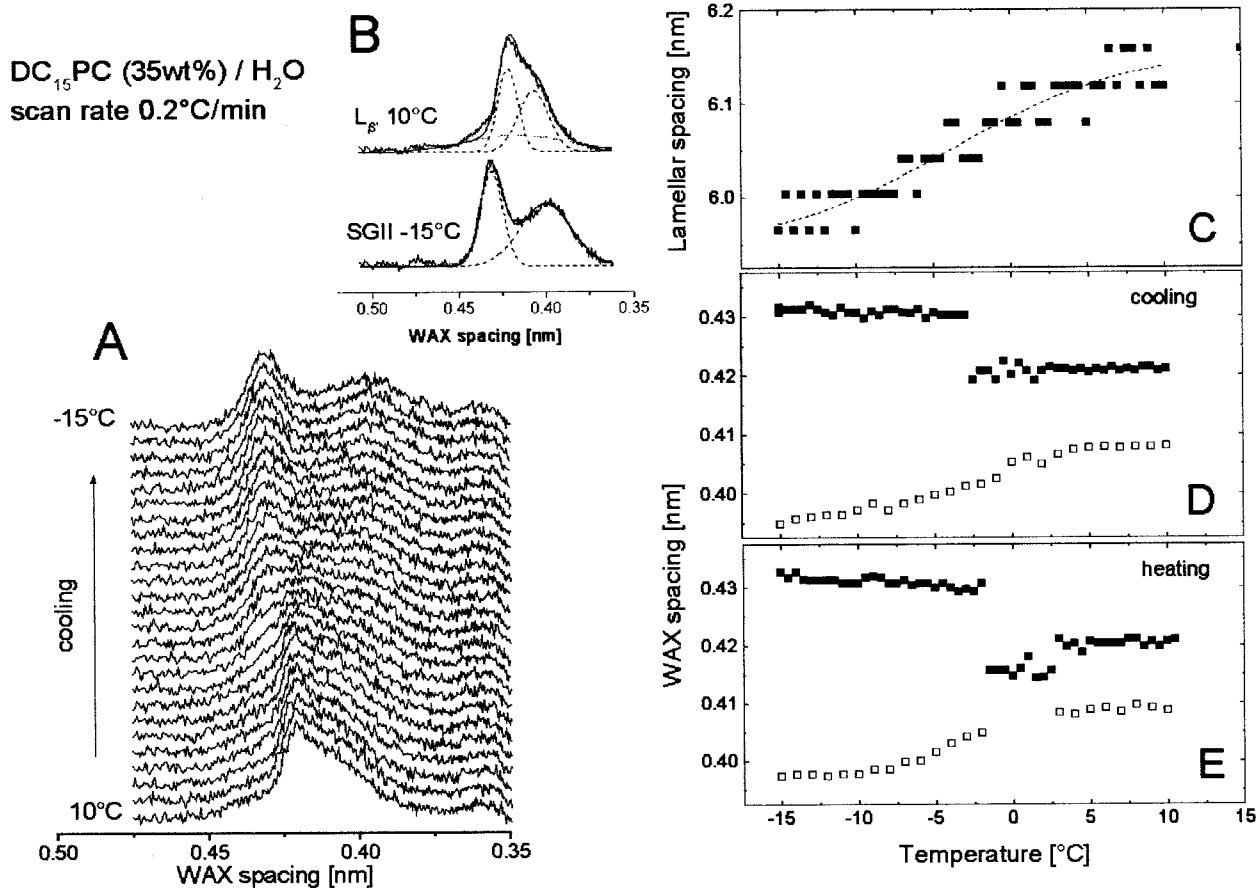 DC₁₅PC (35wt%) / H₂O
scan rate 0.2°C/min
B
Lβ' 10°C
SGII -15°C
0.50 0.45 0.40 0.35
WAX spacing [nm]
A
-15°C
cooling
10°C
0.50 0.45 0.40 0.35
WAX spacing [nm]
6.2
6.1
6.0
Lamellar spacing [nm]
C
cooling
0.43
0.42
0.41
0.40
D
WAX spacing [nm]
heating
0.43
0.42
0.41
0.40
E
-15 -10 -5 0 5 10 15
Temperature [°C]